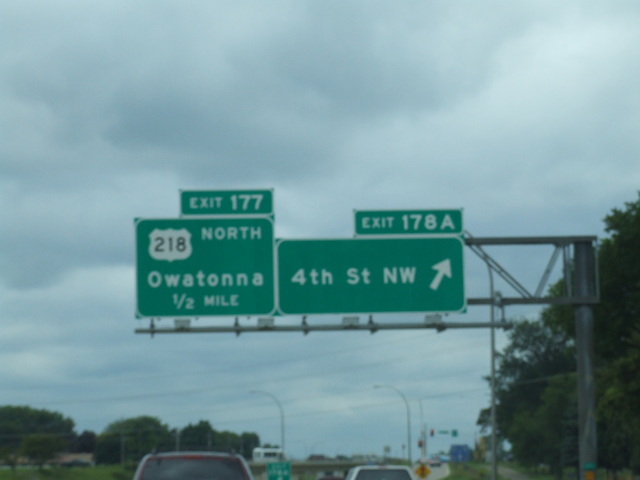 EXIT 177
218 NORTH
Owatonna
1/2 MILE
EXIT 178A
4th St NW